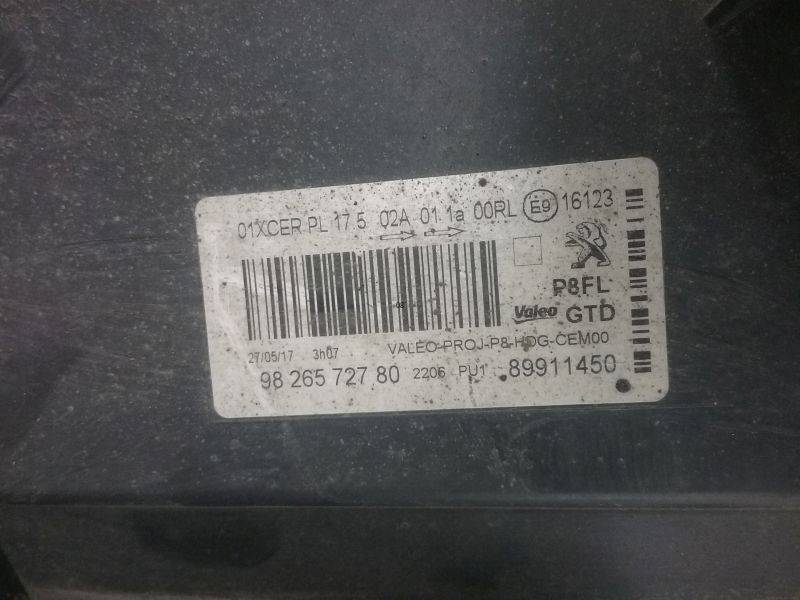 01XCER PL 17.5 02A 01 1a 00RL E9 16123
P8FL
Valeo GTD
27/05/17 3h07 VALEO-PROJ-P8-HDG-CEM00
98 265 727 80 2206 PU1 89911450